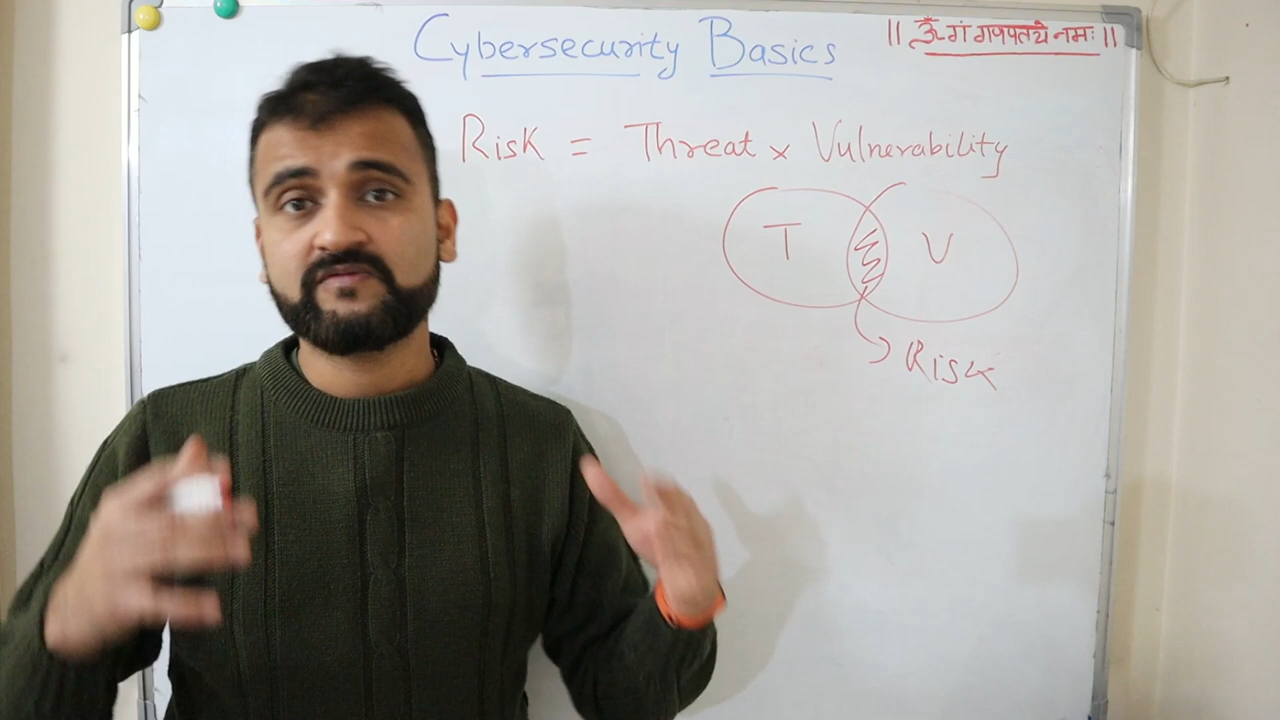 Cybersecurity Basics
|| ॐ गं गणपतये नमः ||
Risk = Threat x Vulnerability
T
V
Risk